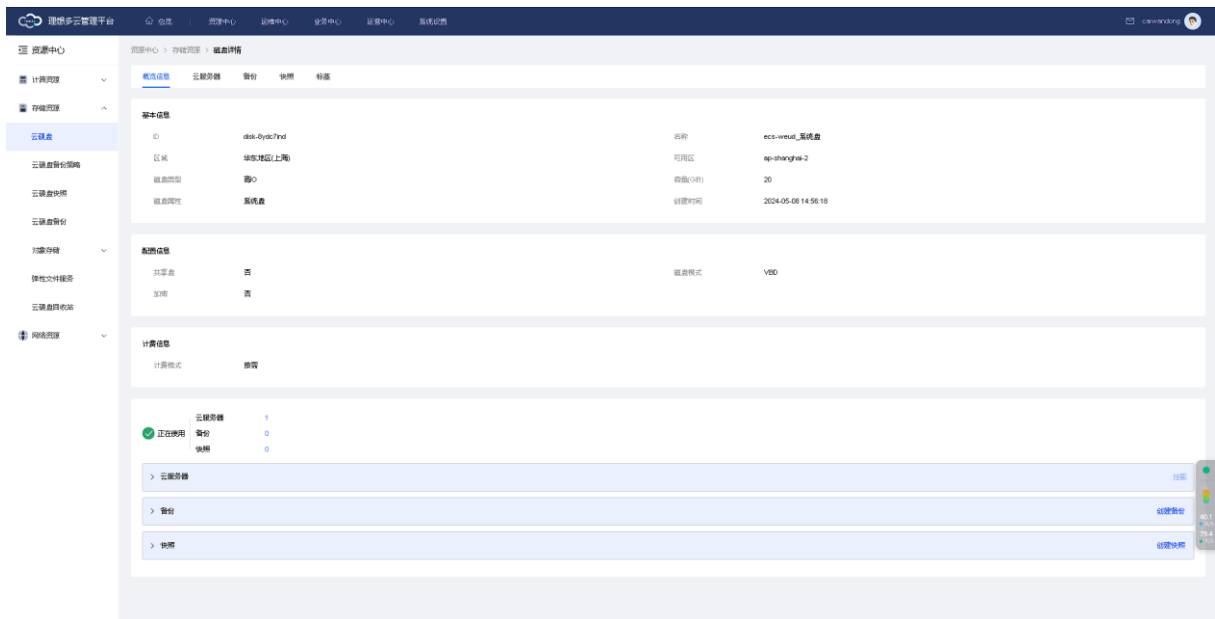 理想多云管理平台 总览 资源中心 运维中心 业务中心 运营中心 系统设置 caiwandong
资源中心
资源中心 > 存储资源 > 磁盘详情
计算资源
存储资源
云硬盘
云硬盘备份策略
云硬盘快照
云硬盘备份
对象存储
弹性文件服务
云硬盘回收站
网络资源
概览信息 云服务器 备份 快照 标签
基本信息
ID disk-8ydc7ind 名称 ecs-weud_系统盘
区域 华东地区(上海) 可用区 ap-shanghai-2
磁盘类型 高IO 容量(GiB) 20
磁盘属性 系统盘 创建时间 2024-05-08 14:56:18
配置信息
共享盘 否 磁盘模式 VBD
加密 否
计费信息
计费模式 按需
正在使用
云服务器 1
备份 0
快照 0
云服务器 挂载
备份 创建备份
快照 创建快照